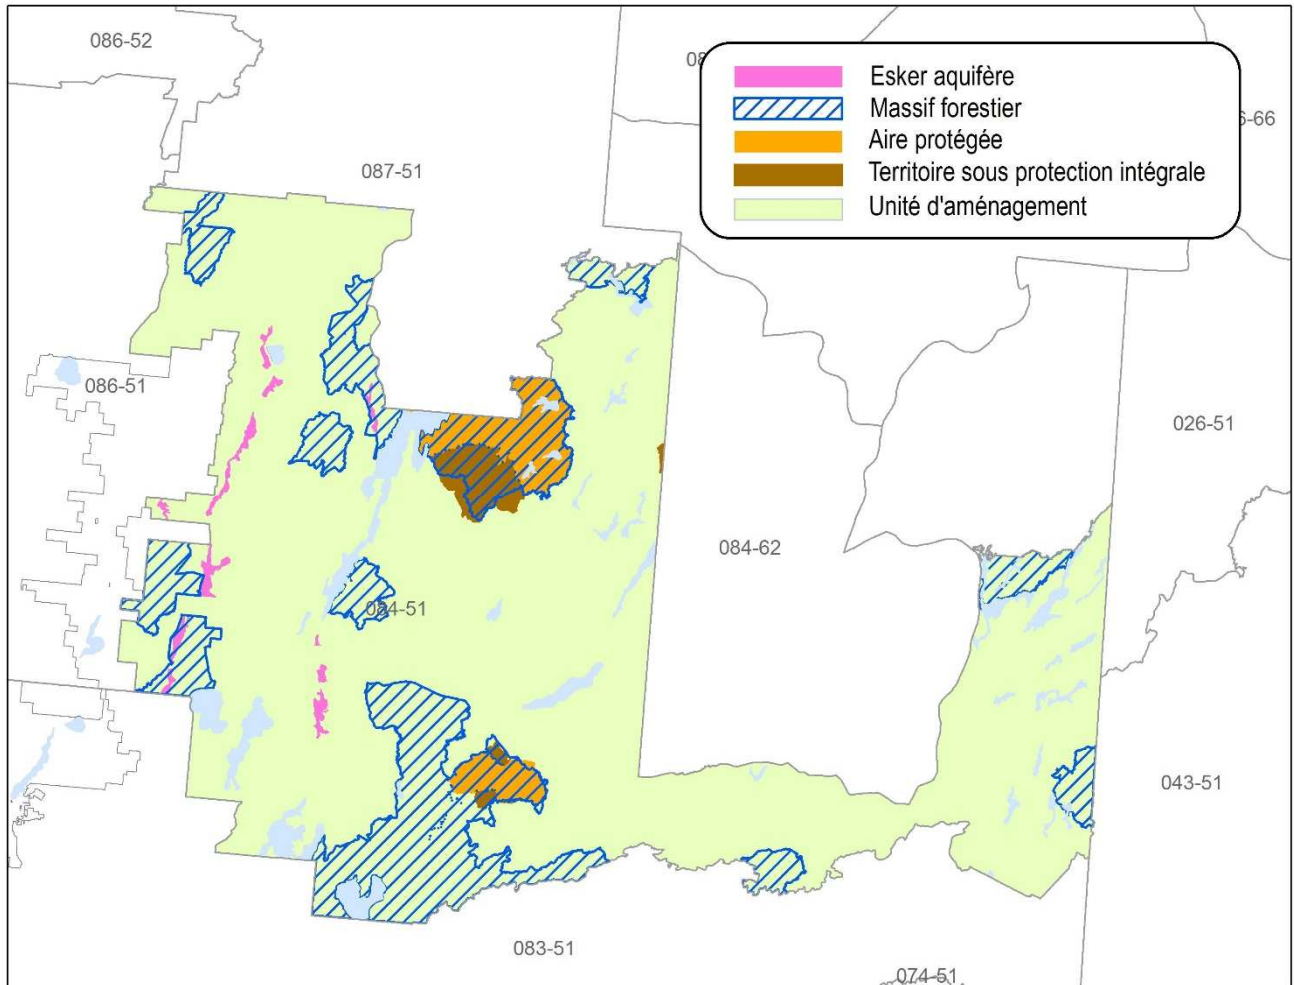 086-52
Esker aquifère
Massif forestier
Aire protégée
Territoire sous protection intégrale
Unité d'aménagement
087-51
086-51
026-51
084-62
084-51
043-51
083-51
074-51